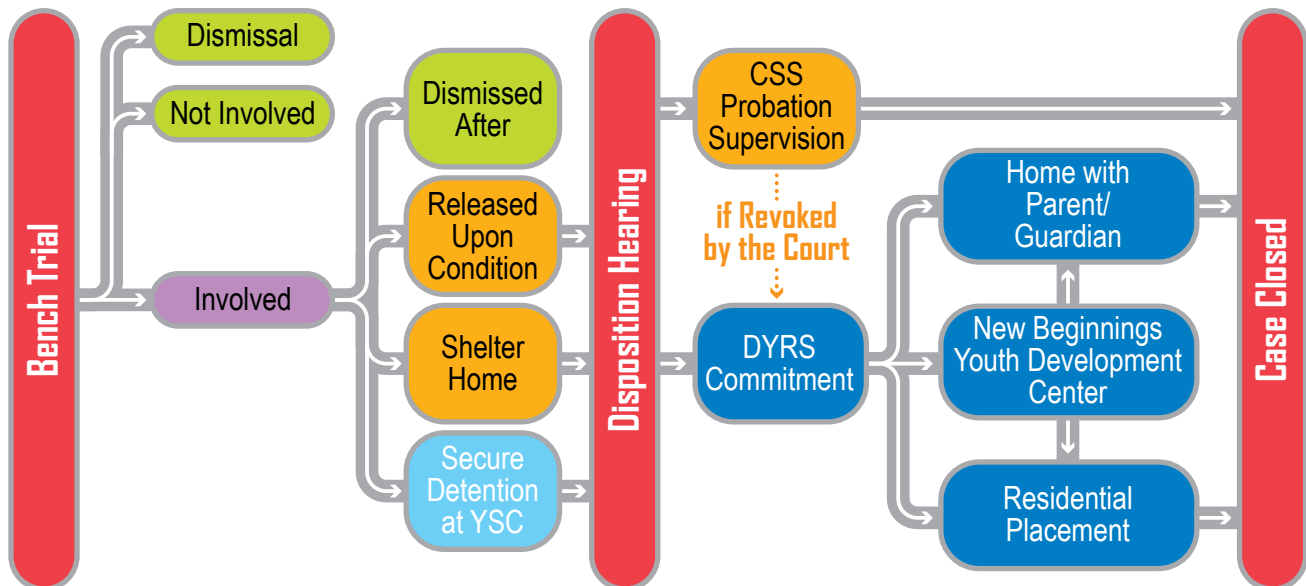 Bench Trial
Dismissal
Not Involved
Involved
Dismissed
After
Released
Upon
Condition
Shelter
Home
Secure
Detention
at YSC
Disposition Hearing
CSS
Probation
Supervision
if Revoked
by the Court
DYRS
Commitment
Home with
Parent/
Guardian
New Beginnings
Youth Development
Center
Residential
Placement
Case Closed